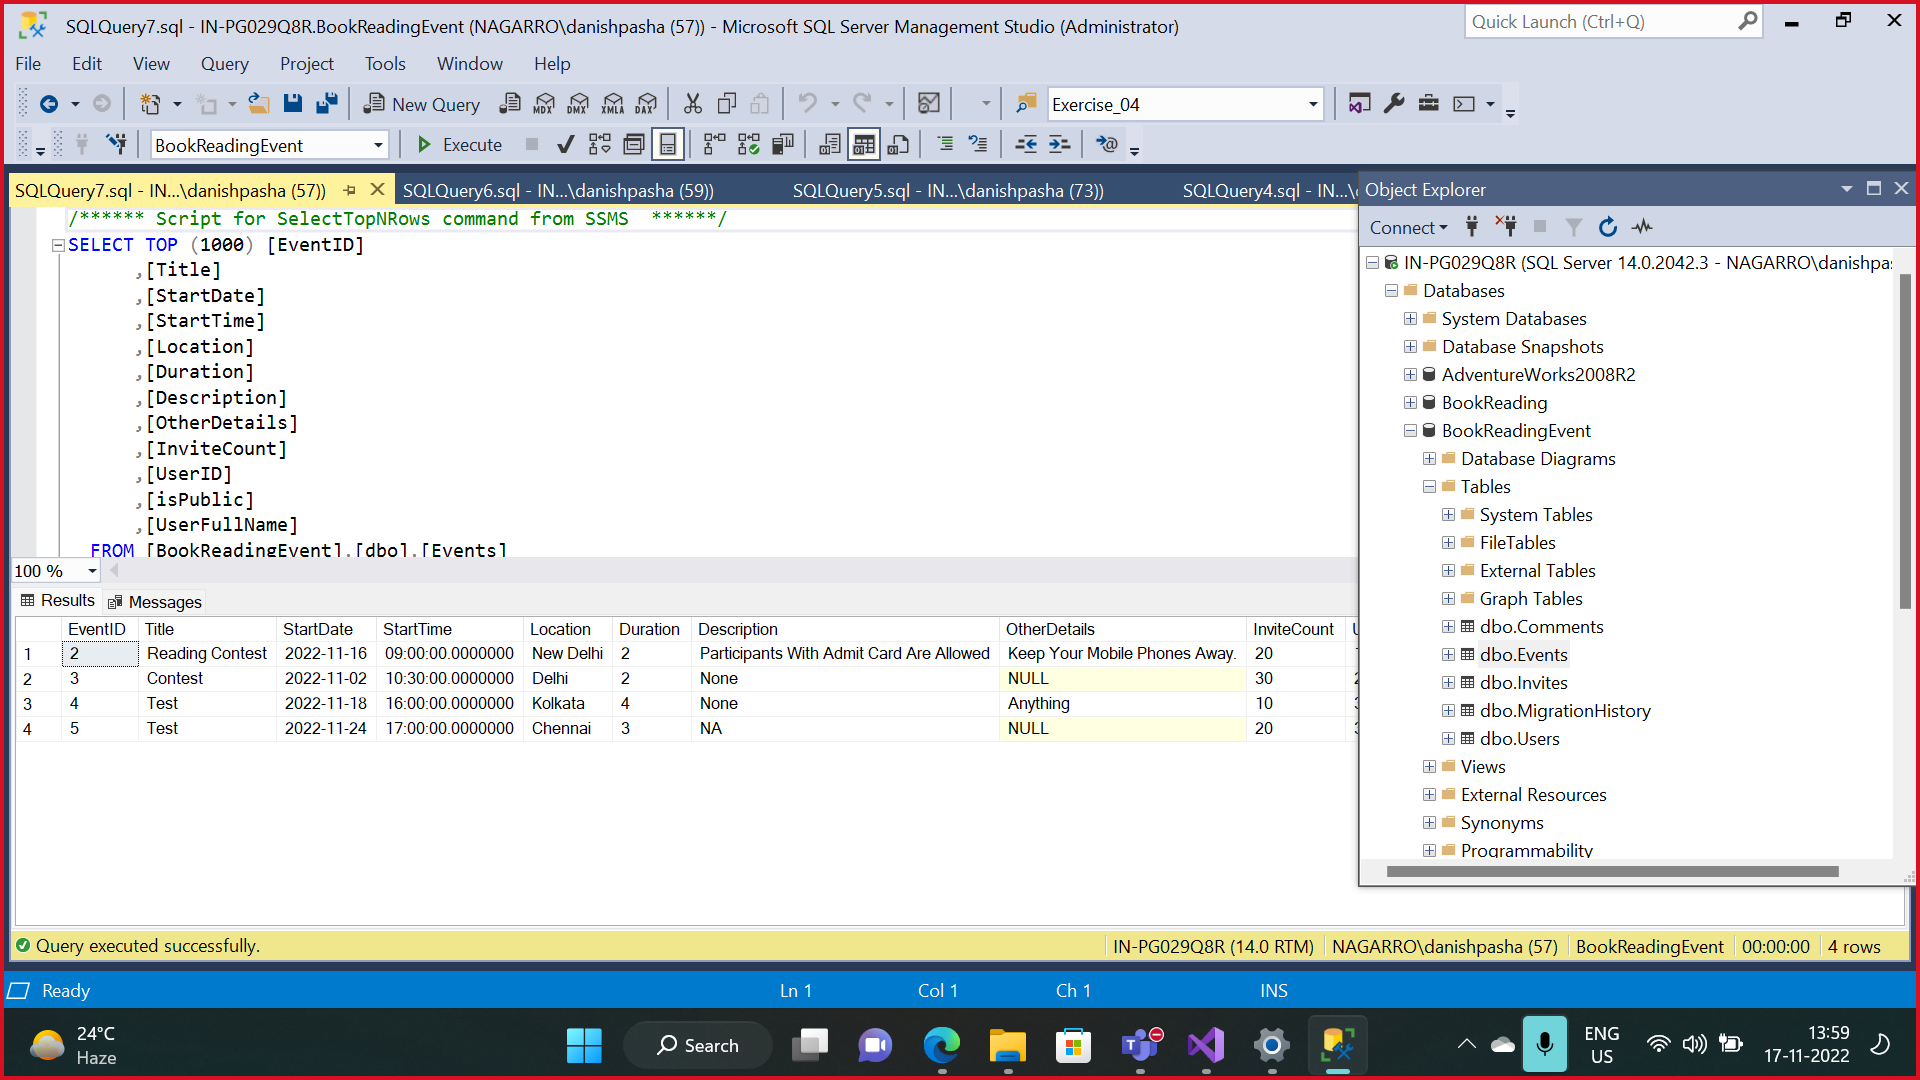 SQLQuery7.sql - IN-PG029Q8R.BookReadingEvent (NAGARRO\danishpasha (57)) - Microsoft SQL Server Management Studio (Administrator)
Quick Launch (Ctrl+Q)
File Edit View Query Project Tools Window Help
New Query MDX DMX XMLA DAX Exercise_04
BookReadingEvent Execute
SQLQuery7.sql - IN...\danishpasha (57)) SQLQuery6.sql - IN...\danishpasha (59)) SQLQuery5.sql - IN...\danishpasha (73)) SQLQuery4.sql - IN...\
/****** Script for SelectTopNRows command from SSMS ******/
SELECT TOP (1000) [EventID]
,[Title]
,[StartDate]
,[StartTime]
,[Location]
,[Duration]
,[Description]
,[OtherDetails]
,[InviteCount]
,[UserID]
,[isPublic]
,[UserFullName]
FROM [BookReadingEvent].[dbo].[Events]
100 %
Results Messages
EventID Title StartDate StartTime Location Duration Description OtherDetails InviteCount
1 2 Reading Contest 2022-11-16 09:00:00.0000000 New Delhi 2 Participants With Admit Card Are Allowed Keep Your Mobile Phones Away. 20
2 3 Contest 2022-11-02 10:30:00.0000000 Delhi 2 None NULL 30
3 4 Test 2022-11-18 16:00:00.0000000 Kolkata 4 None Anything 10
4 5 Test 2022-11-24 17:00:00.0000000 Chennai 3 NA NULL 20
Object Explorer
Connect
IN-PG029Q8R (SQL Server 14.0.2042.3 - NAGARRO\danishpa
Databases
System Databases
Database Snapshots
AdventureWorks2008R2
BookReading
BookReadingEvent
Database Diagrams
Tables
System Tables
FileTables
External Tables
Graph Tables
dbo.Comments
dbo.Events
dbo.Invites
dbo.MigrationHistory
dbo.Users
Views
External Resources
Synonyms
Programmability
Query executed successfully. IN-PG029Q8R (14.0 RTM) NAGARRO\danishpasha (57) BookReadingEvent 00:00:00 4 rows
Ready Ln 1 Col 1 Ch 1 INS
24°C
Haze
Search
ENG
US
13:59
17-11-2022